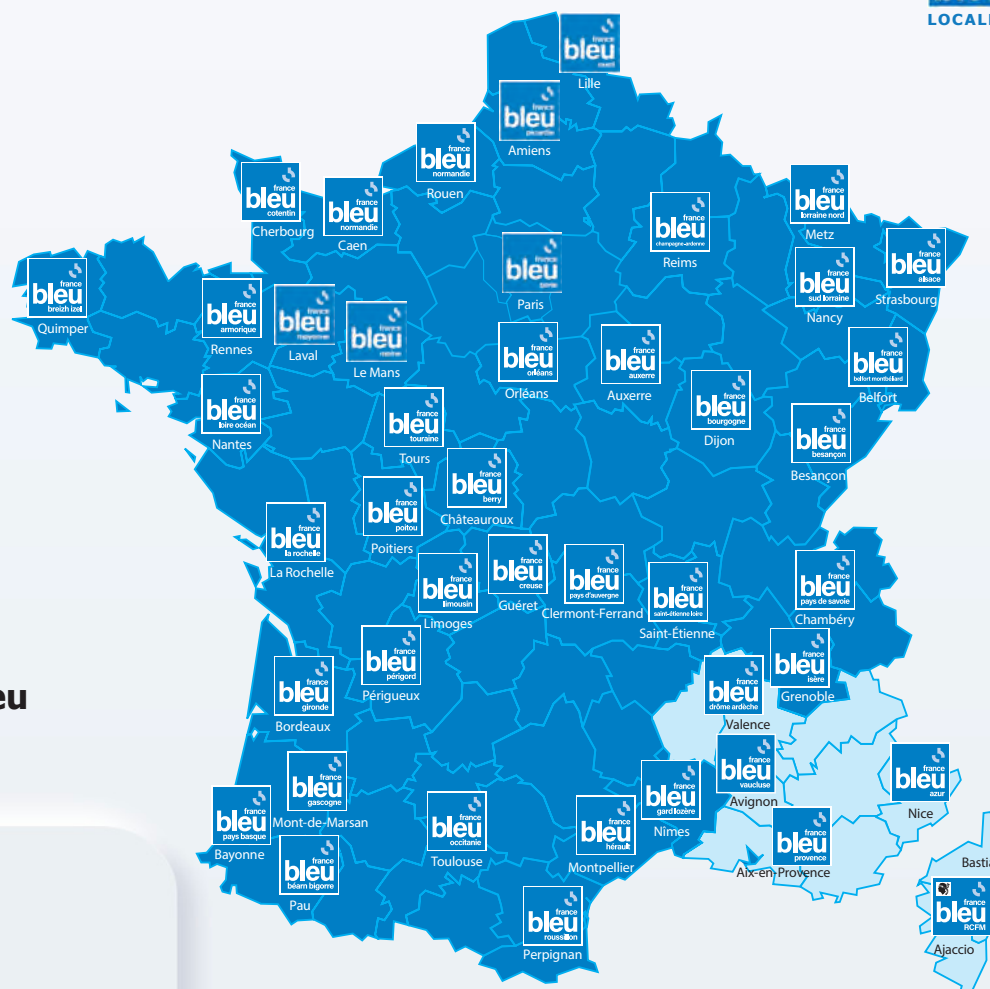 LOCAL
france
bleu
Lille
france
bleu
picardie
Amiens
france
bleu
normandie
Rouen
france
bleu
cotentin
Cherbourg
france
bleu
normandie
Caen
france
bleu
champagne-ardenne
Reims
france
bleu
lorraine nord
Metz
france
bleu
alsace
Strasbourg
france
bleu
sud lorraine
Nancy
france
bleu
Paris
france
bleu
breizh izel
Quimper
france
bleu
armorique
Rennes
france
bleu
mayenne
Laval
france
bleu
maine
Le Mans
france
bleu
orléans
Orléans
france
bleu
auxerre
Auxerre
france
bleu
belfort montbéliard
Belfort
france
bleu
loire océan
Nantes
france
bleu
touraine
Tours
france
bleu
bourgogne
Dijon
france
bleu
besançon
Besançon
france
bleu
berry
Châteauroux
france
bleu
poitou
Poitiers
france
bleu
la rochelle
La Rochelle
france
bleu
limousin
Limoges
france
bleu
creuse
Guéret
france
bleu
pays d'auvergne
Clermont-Ferrand
france
bleu
saint-étienne loire
Saint-Étienne
france
bleu
pays de savoie
Chambéry
france
bleu
isère
Grenoble
france
bleu
périgord
Périgueux
france
bleu
gironde
Bordeaux
eu
france
bleu
drôme ardèche
Valence
france
bleu
vaucluse
Avignon
france
bleu
azur
Nice
france
bleu
gascogne
Mont-de-Marsan
france
bleu
pays basque
Bayonne
france
bleu
béarn bigorre
Pau
france
bleu
occitanie
Toulouse
france
bleu
hérault
Montpellier
france
bleu
gard lozère
Nîmes
france
bleu
provence
Aix-en-Provence
france
bleu
roussillon
Perpignan
Bastia
france
bleu
RCFM
Ajaccio